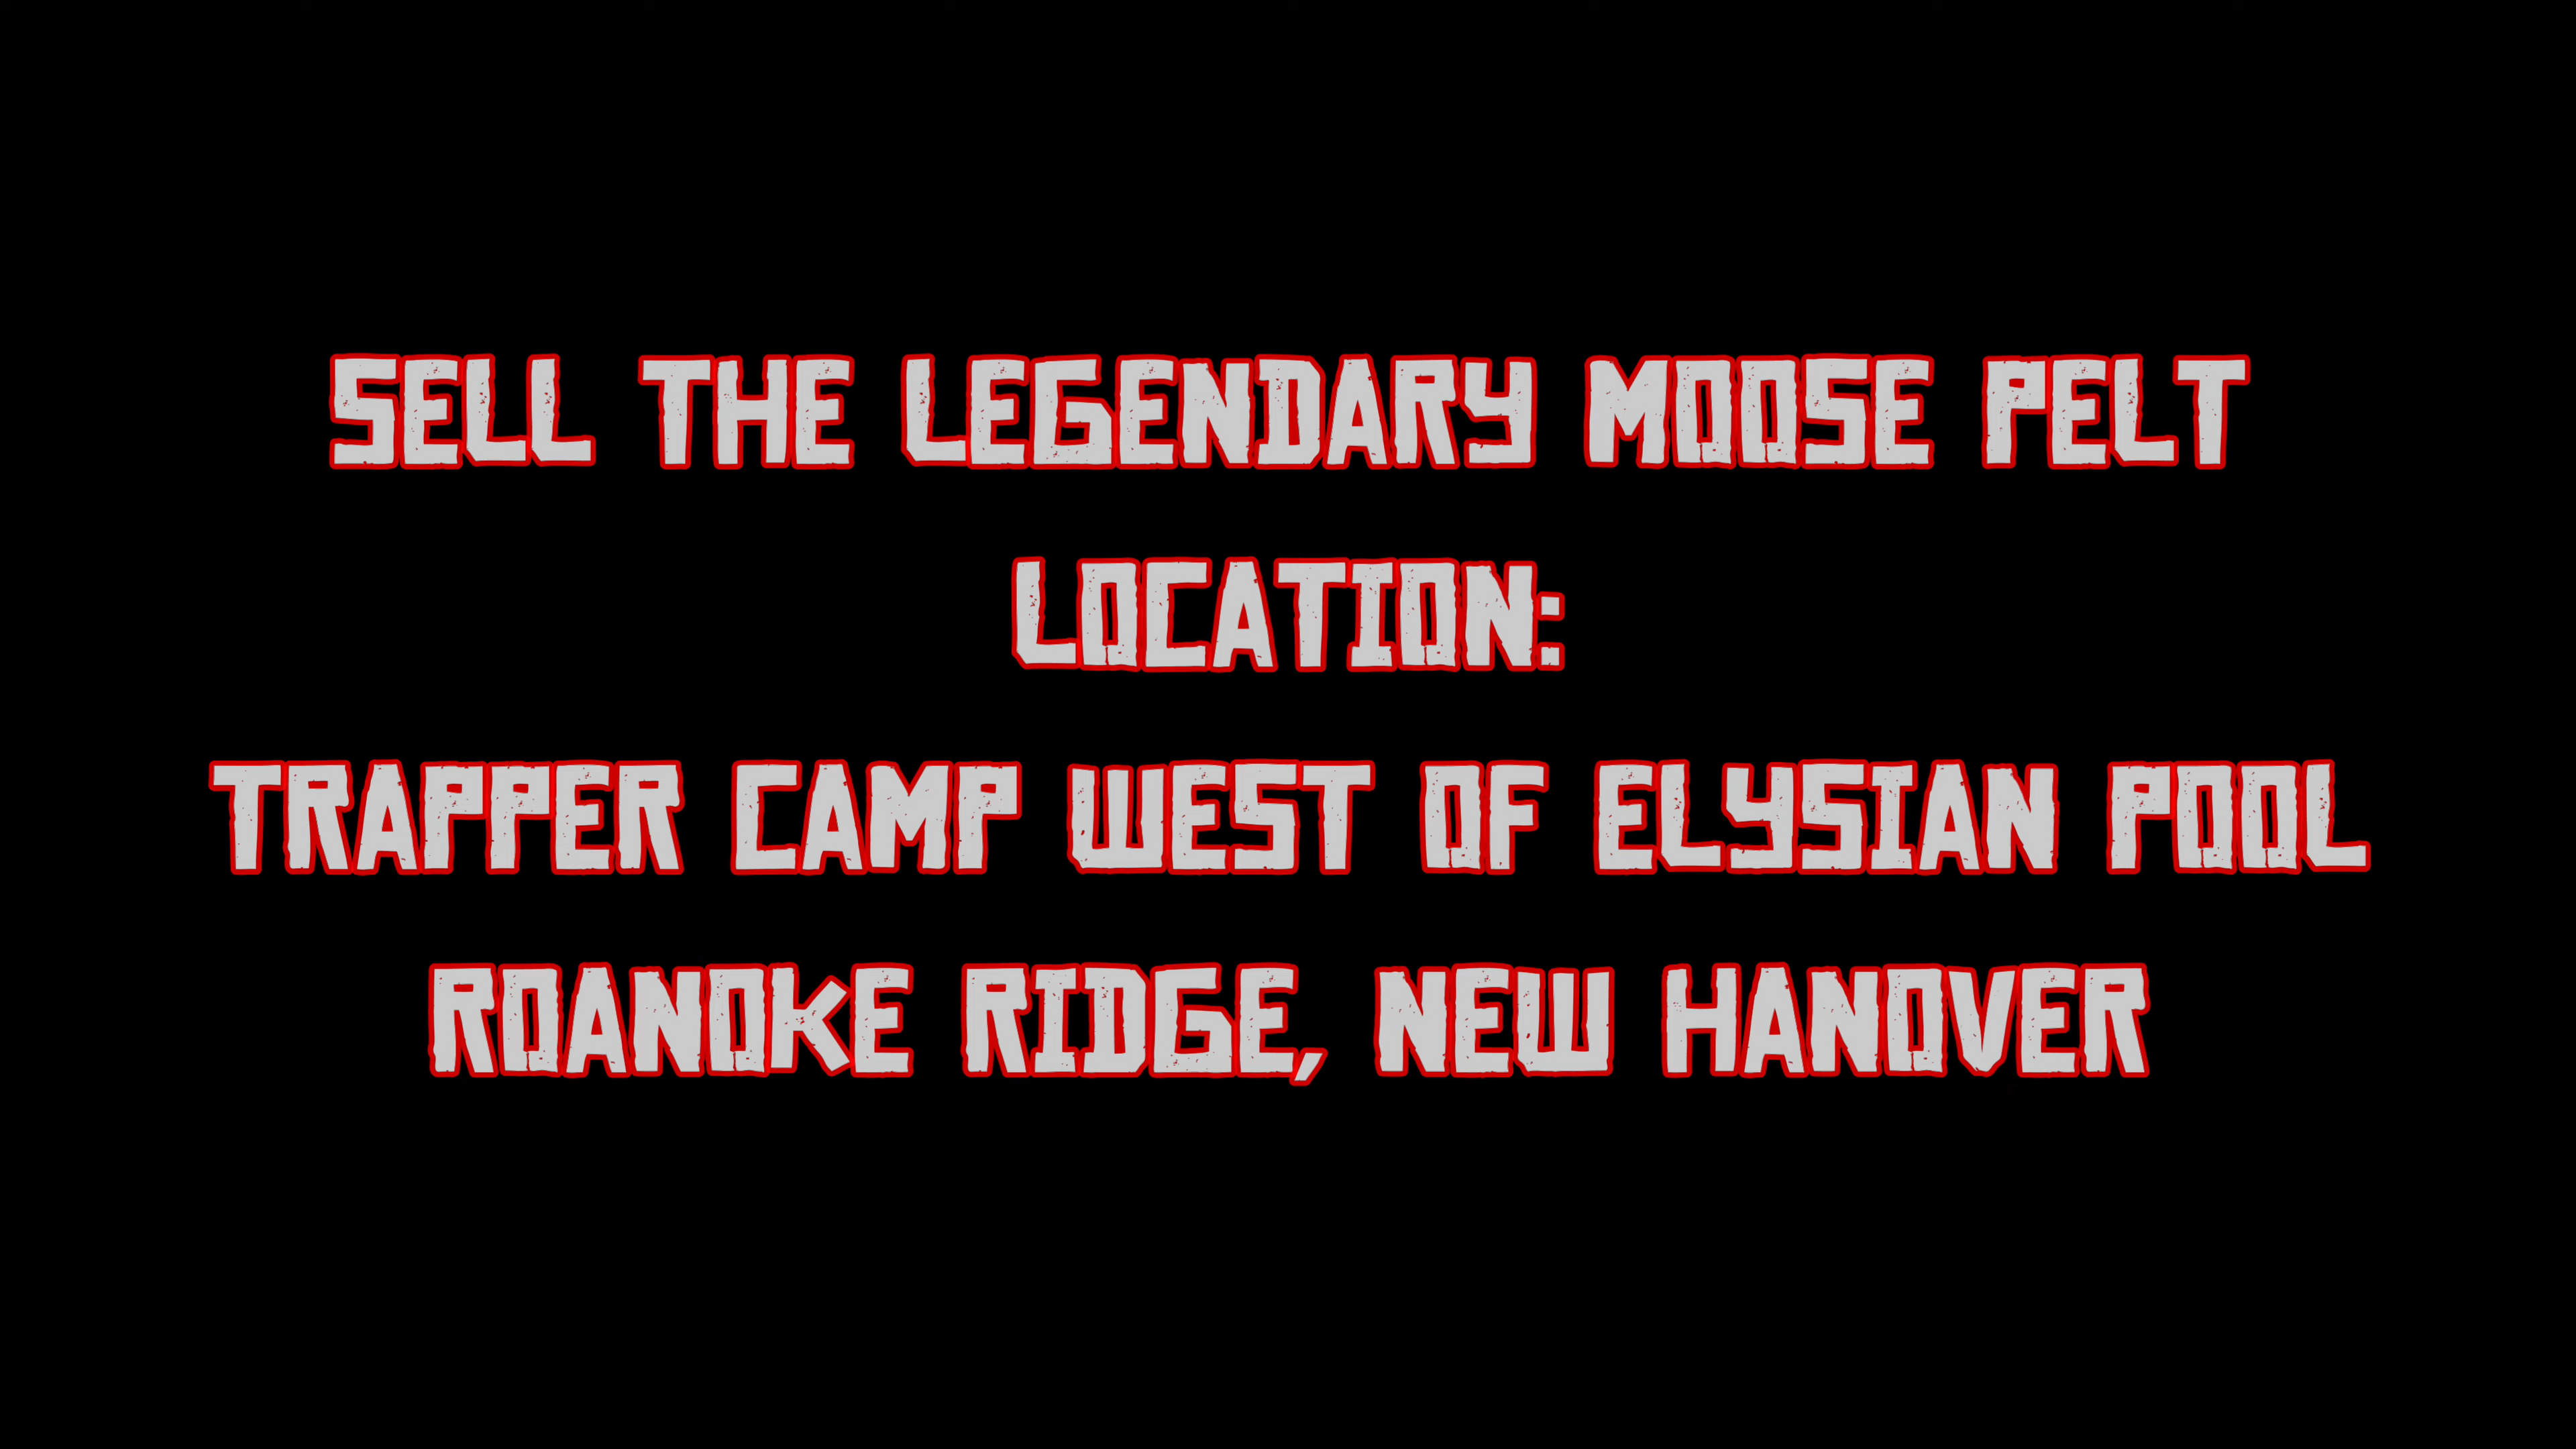 SELL THE LEGENDARY MOOSE PELT
LOCATION:
TRAPPER CAMP WEST OF ELYSIAN POOL
ROANOKE RIDGE, NEW HANOVER